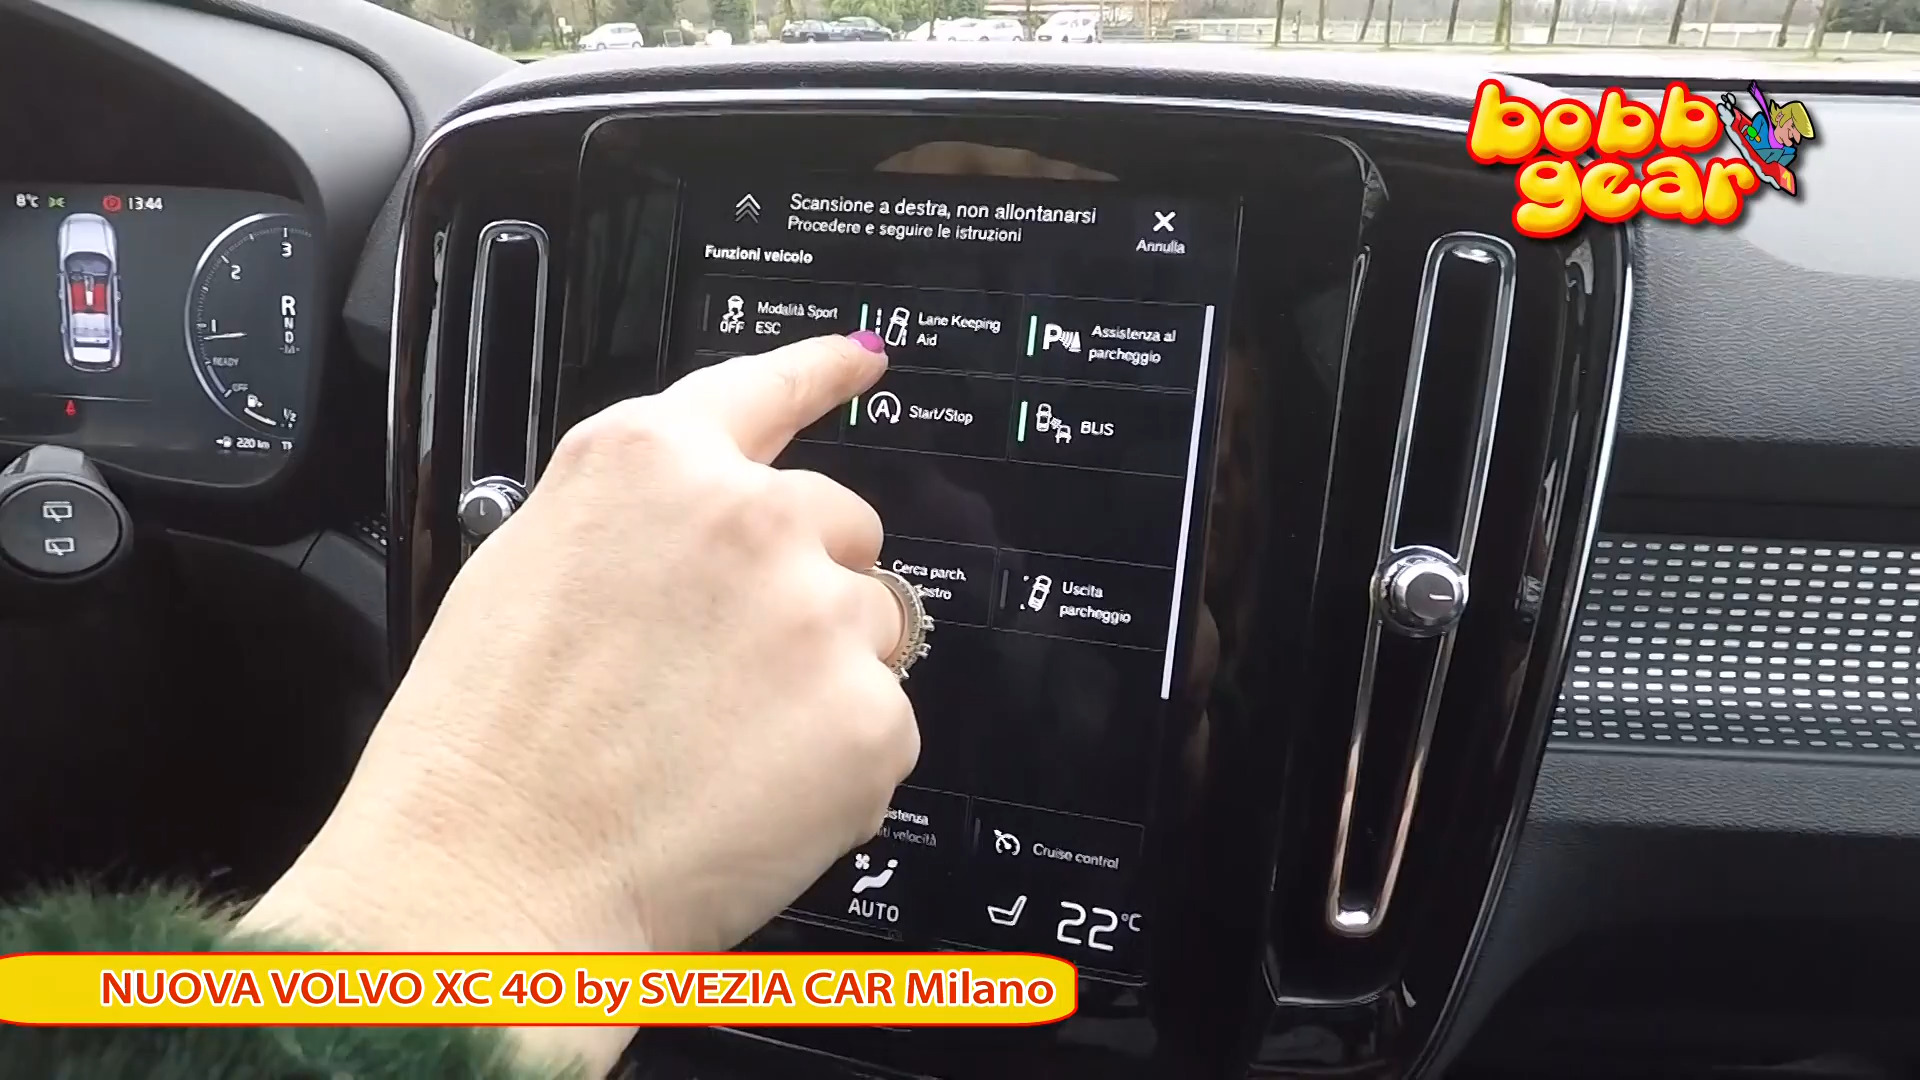 bobb
gear
8°C
13:44
3
2
1
R
N
D
M
READY
OFF
1/2
220 km
Scansione a destra, non allontanarsi
Procedere e seguire le istruzioni
Annulla
Funzioni veicolo
OFF
Modalità Sport
ESC
Lane Keeping
Aid
P
Assistenza al
parcheggio
A
Start/Stop
BLIS
Cerca parch.
Uscita
parcheggio
Cruise control
AUTO
22°C
NUOVA VOLVO XC 40 by SVEZIA CAR Milano